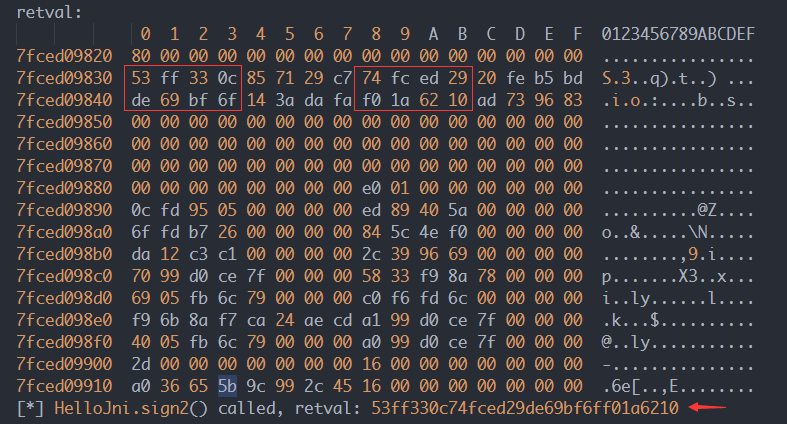 retval:
0 1 2 3 4 5 6 7 8 9 A B C D E F 0123456789ABCDEF
7fced09820 80 00 00 00 00 00 00 00 00 00 00 00 00 00 00 00 ................
7fced09830 53 ff 33 0c 85 71 29 c7 74 fc ed 29 20 fe b5 bd S.3..q).t..) ...
7fced09840 de 69 bf 6f 14 3a da fa f0 1a 62 10 ad 73 96 83 .i.o.:....b..s..
7fced09850 00 00 00 00 00 00 00 00 00 00 00 00 00 00 00 00 ................
7fced09860 00 00 00 00 00 00 00 00 00 00 00 00 00 00 00 00 ................
7fced09870 00 00 00 00 00 00 00 00 00 00 00 00 00 00 00 00 ................
7fced09880 00 00 00 00 00 00 00 00 e0 01 00 00 00 00 00 00 ................
7fced09890 0c fd 95 05 00 00 00 00 ed 89 40 5a 00 00 00 00 ..........@Z....
7fced098a0 6f fd b7 26 00 00 00 00 84 5c 4e f0 00 00 00 00 o..&.....\N.....
7fced098b0 da 12 c3 c1 00 00 00 00 2c 39 96 69 00 00 00 00 ........,9.i....
7fced098c0 70 99 d0 ce 7f 00 00 00 58 33 f9 8a 78 00 00 00 p.......X3..x...
7fced098d0 69 05 fb 6c 79 00 00 00 c0 f6 fd 6c 00 00 00 00 i..ly......l....
7fced098e0 f9 6b 8a f7 ca 24 ae cd a1 99 d0 ce 7f 00 00 00 .k...$..........
7fced098f0 40 05 fb 6c 79 00 00 00 a0 99 d0 ce 7f 00 00 00 @..ly...........
7fced09900 2d 00 00 00 00 00 00 00 16 00 00 00 00 00 00 00 -...............
7fced09910 a0 36 65 5b 9c 99 2c 45 16 00 00 00 00 00 00 00 .6e[..,E........
[*] HelloJni.sign2() called, retval: 53ff330c74fced29de69bf6ff01a6210